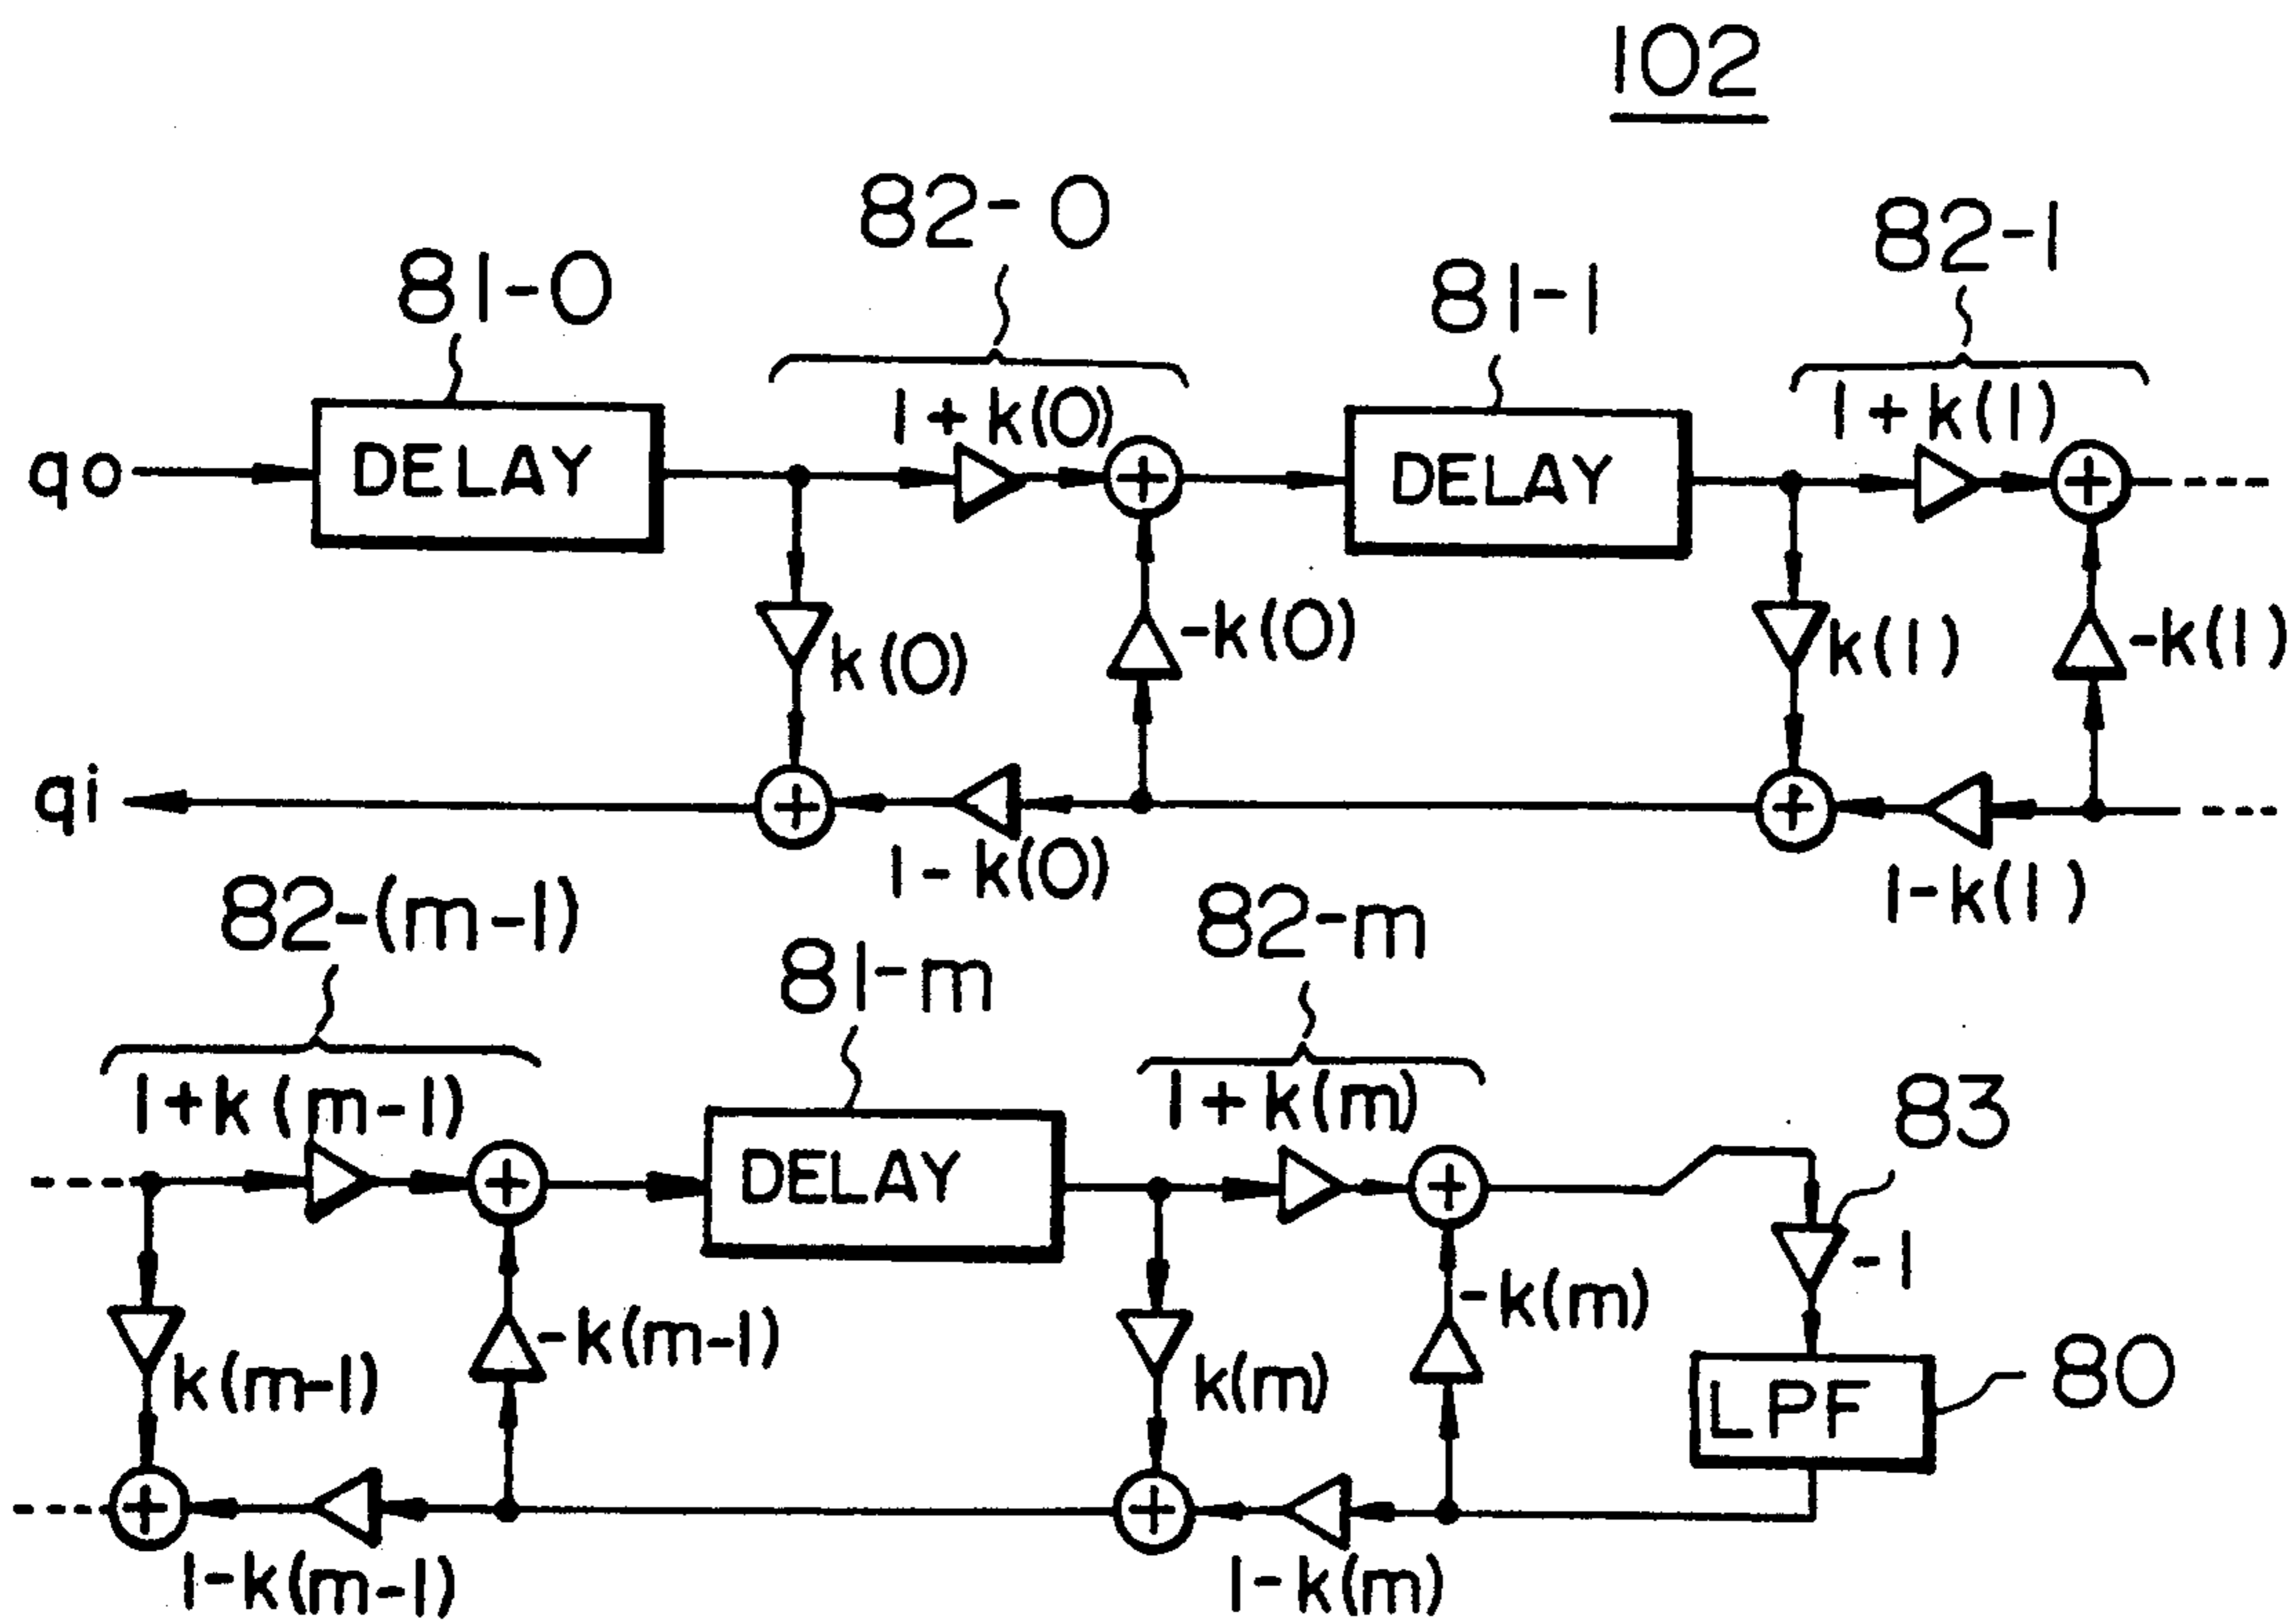 102
82-0
82-1
81-0
81-1
1+k(0)
1+k(1)
qo
DELAY
+
DELAY
+
k(0)
-k(0)
k(1)
-k(1)
qi
+
+
1-k(0)
1-k(1)
82-(m-1)
82-m
81-m
1+k(m-1)
1+k(m)
83
+
DELAY
+
-1
-k(m-1)
-k(m)
k(m-1)
k(m)
LPF
80
+
+
1-k(m-1)
1-k(m)